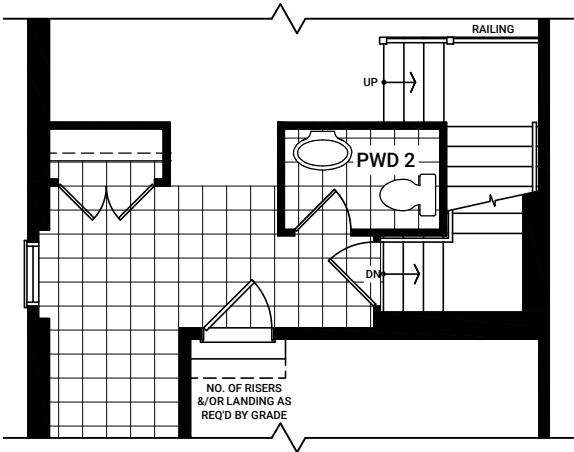 RAILING
UP
PWD 2
DN
NO. OF RISERS
&/OR LANDING AS
REQ'D BY GRADE